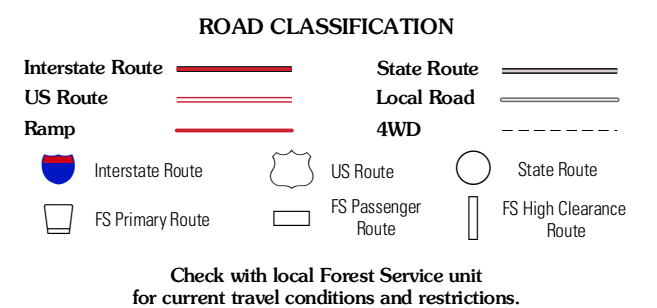 ROAD CLASSIFICATION
Interstate Route
State Route
US Route
Local Road
Ramp
4WD
Interstate Route
US Route
State Route
FS Primary Route
FS Passenger
Route
FS High Clearance
Route
Check with local Forest Service unit
for current travel conditions and restrictions.